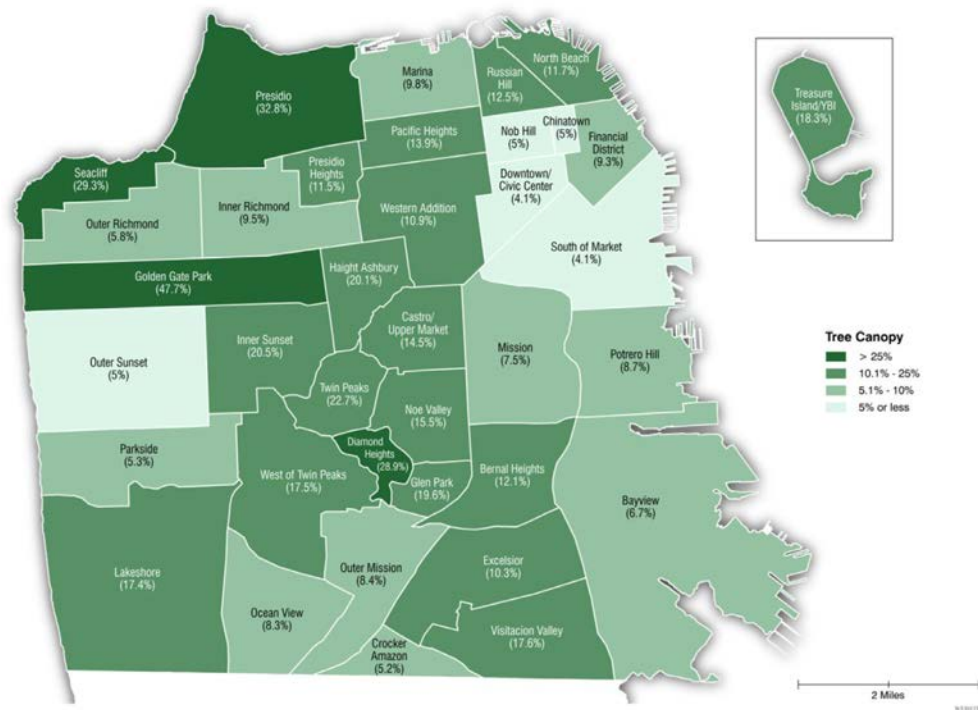 Presidio
(32.8%)
Marina
(9.8%)
Russian
Hill
(12.5%)
North Beach
(11.7%)
Treasure
Island/YBI
(18.3%)
Pacific Heights
(13.9%)
Nob Hill
(5%)
Chinatown
(5%)
Financial
District
(9.3%)
Seacliff
(29.3%)
Presidio
Heights
(11.5%)
Downtown/
Civic Center
(4.1%)
Outer Richmond
(5.8%)
Inner Richmond
(9.5%)
Western Addition
(10.9%)
South of Market
(4.1%)
Golden Gate Park
(47.7%)
Haight Ashbury
(20.1%)
Castro/
Upper Market
(14.5%)
Outer Sunset
(5%)
Inner Sunset
(20.5%)
Mission
(7.5%)
Potrero Hill
(8.7%)
Tree Canopy
> 25%
10.1% - 25%
5.1% - 10%
5% or less
Twin Peaks
(22.7%)
Noe Valley
(15.5%)
Parkside
(5.3%)
Diamond
Heights
(28.9%)
West of Twin Peaks
(17.5%)
Glen Park
(19.6%)
Bernal Heights
(12.1%)
Bayview
(6.7%)
Lakeshore
(17.4%)
Outer Mission
(8.4%)
Excelsior
(10.3%)
Ocean View
(8.3%)
Visitacion Valley
(17.6%)
Crocker
Amazon
(5.2%)
2 Miles